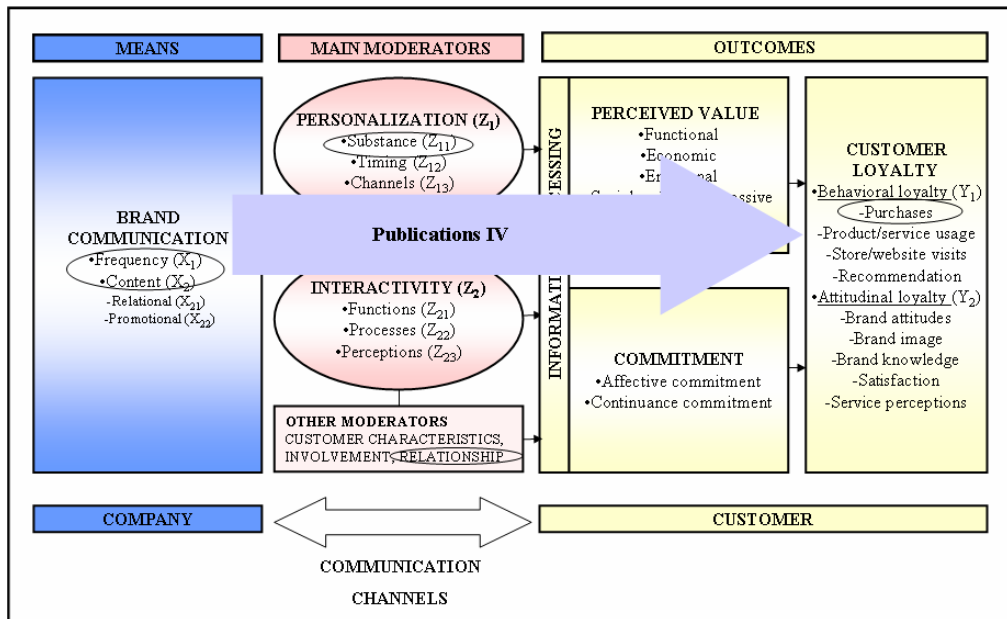 MEANS
MAIN MODERATORS
OUTCOMES
BRAND
COMMUNICATION
•Frequency (X1)
•Content (X2)
-Relational (X21)
-Promotional (X22)
PERSONALIZATION (Z1)
•Substance (Z11)
•Timing (Z12)
•Channels (Z13)
Publications IV
INTERACTIVITY (Z2)
•Functions (Z21)
•Processes (Z22)
•Perceptions (Z23)
OTHER MODERATORS
CUSTOMER CHARACTERISTICS,
INVOLVEMENT, RELATIONSHIP
PERCEIVED VALUE
•Functional
•Economic
COMMITMENT
•Affective commitment
•Continuance commitment
CUSTOMER
LOYALTY
•Behavioral loyalty (Y1)
-Purchases
-Product/service usage
-Store/website visits
-Recommendation
•Attitudinal loyalty (Y2)
-Brand attitudes
-Brand image
-Brand knowledge
-Satisfaction
-Service perceptions
COMPANY
CUSTOMER
COMMUNICATION
CHANNELS